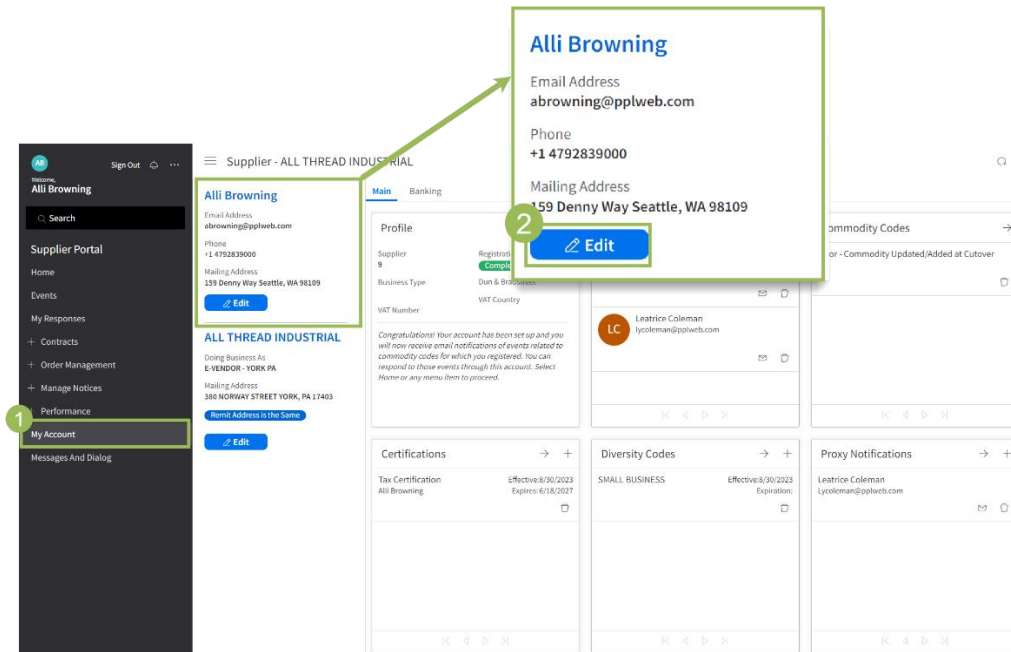 Alli Browning
Email Address
abrowning@pplweb.com
Phone
+1 4792839000
Mailing Address
159 Denny Way Seattle, WA 98109
2
Edit
AB
Sign Out
Welcome,
Alli Browning
Search
Supplier Portal
Home
Events
My Responses
+ Contracts
+ Order Management
+ Manage Notices
Performance
1
My Account
Messages And Dialog
Supplier - ALL THREAD INDUSTRIAL
Alli Browning
Email Address
abrowning@pplweb.com
Phone
+1 4792839000
Mailing Address
159 Denny Way Seattle, WA 98109
Edit
ALL THREAD INDUSTRIAL
Doing Business As
E-VENDOR - YORK PA
Mailing Address
380 NORWAY STREET YORK, PA 17403
Remit Address is the Same
Edit
Main Banking
Profile
Supplier
9
Business Type
Dun & Bradstreet
VAT Country
VAT Number
Congratulations! Your account has been set up and you
will now receive email notifications of events related to
commodity codes for which you registered. You can
respond to those events through this account. Select
Home or any menu item to proceed.
LC
Leatrice Coleman
lycoleman@pplweb.com
ommodity Codes
or - Commodity Updated/Added at Cutover
Certifications
Tax Certification
Alli Browning
Effective:8/30/2023
Expires: 6/18/2027
Diversity Codes
SMALL BUSINESS
Effective:8/30/2023
Expiration:
Proxy Notifications
Leatrice Coleman
Lycoleman@pplweb.com